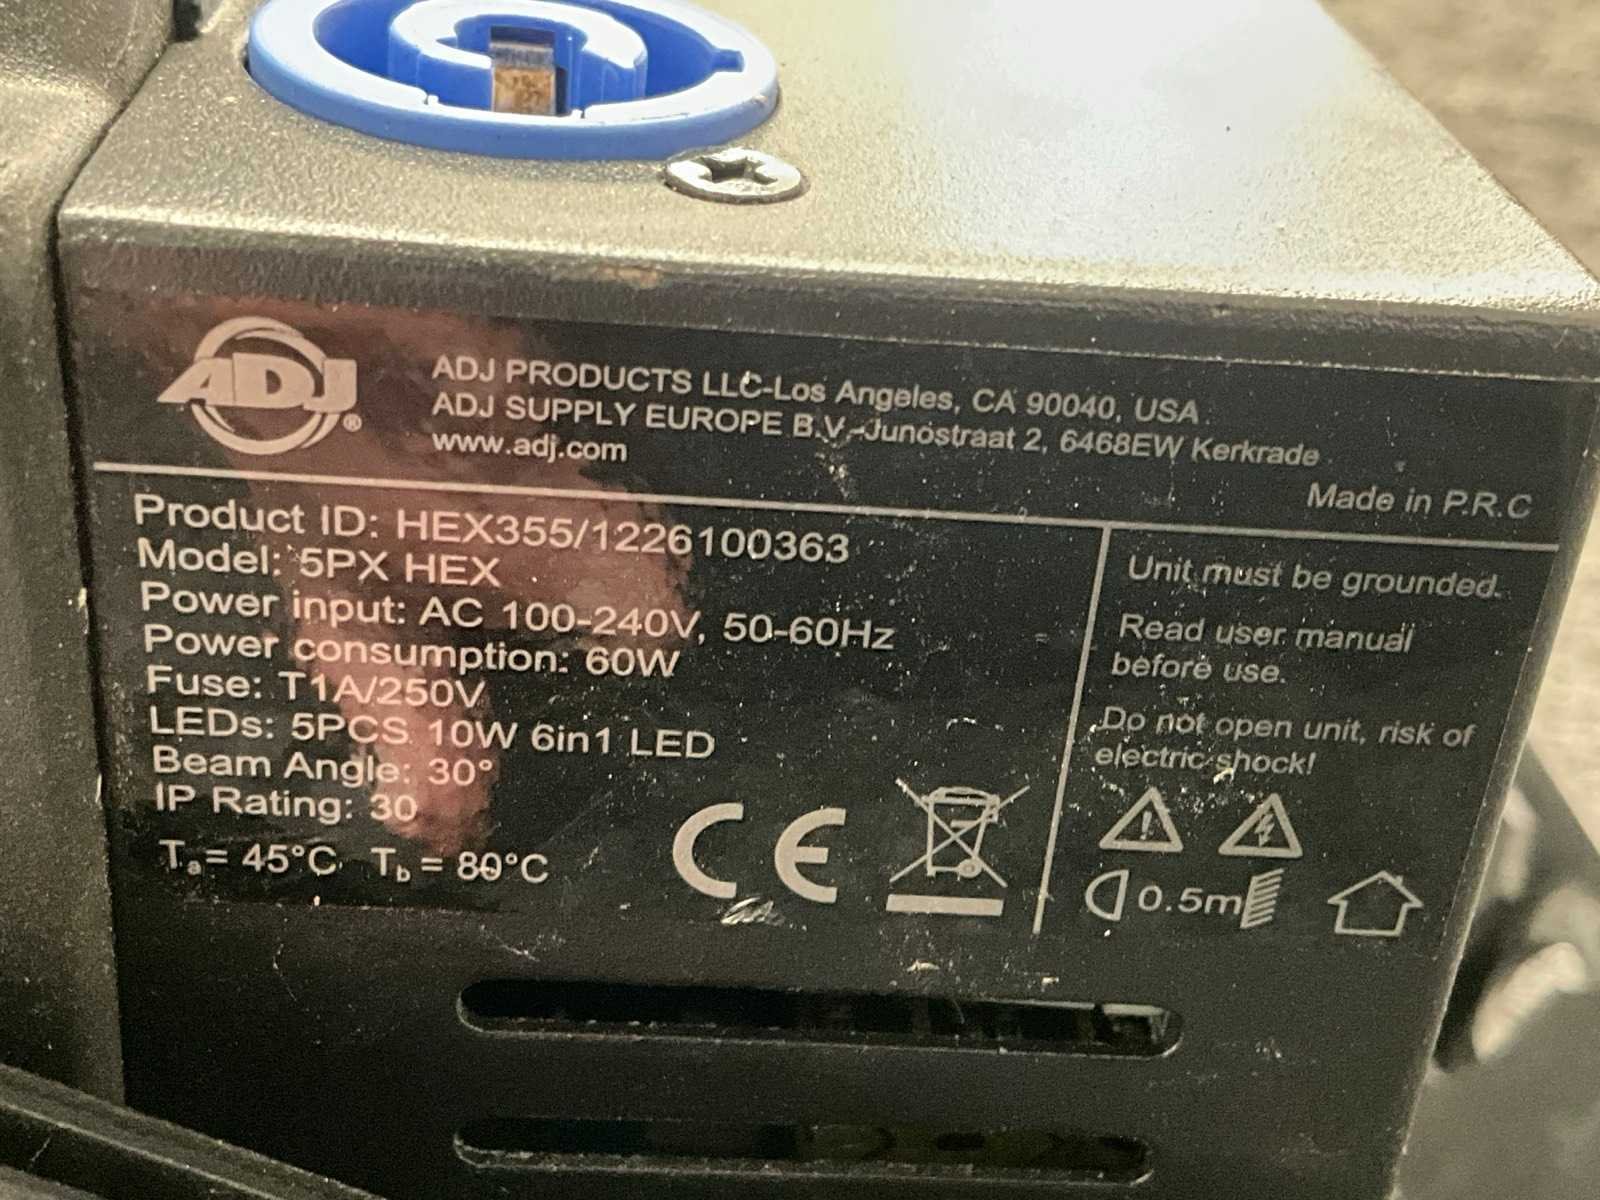 ADJ®
ADJ PRODUCTS LLC-Los Angeles, CA 90040, USA
ADJ SUPPLY EUROPE B.V.-Junostraat 2, 6468EW Kerkrade
www.adj.com
Made in P.R.C
Product ID: HEX355/1226100363
Model: 5PX HEX
Power input: AC 100-240V, 50-60Hz
Power consumption: 60W
Fuse: T1A/250V
LEDs: 5PCS 10W 6in1 LED
Beam Angle: 30°
IP Rating: 30
Ta= 45°C Tb = 80°C
CE
Unit must be grounded.
Read user manual
before use.
Do not open unit, risk of
electric shock!
0.5m